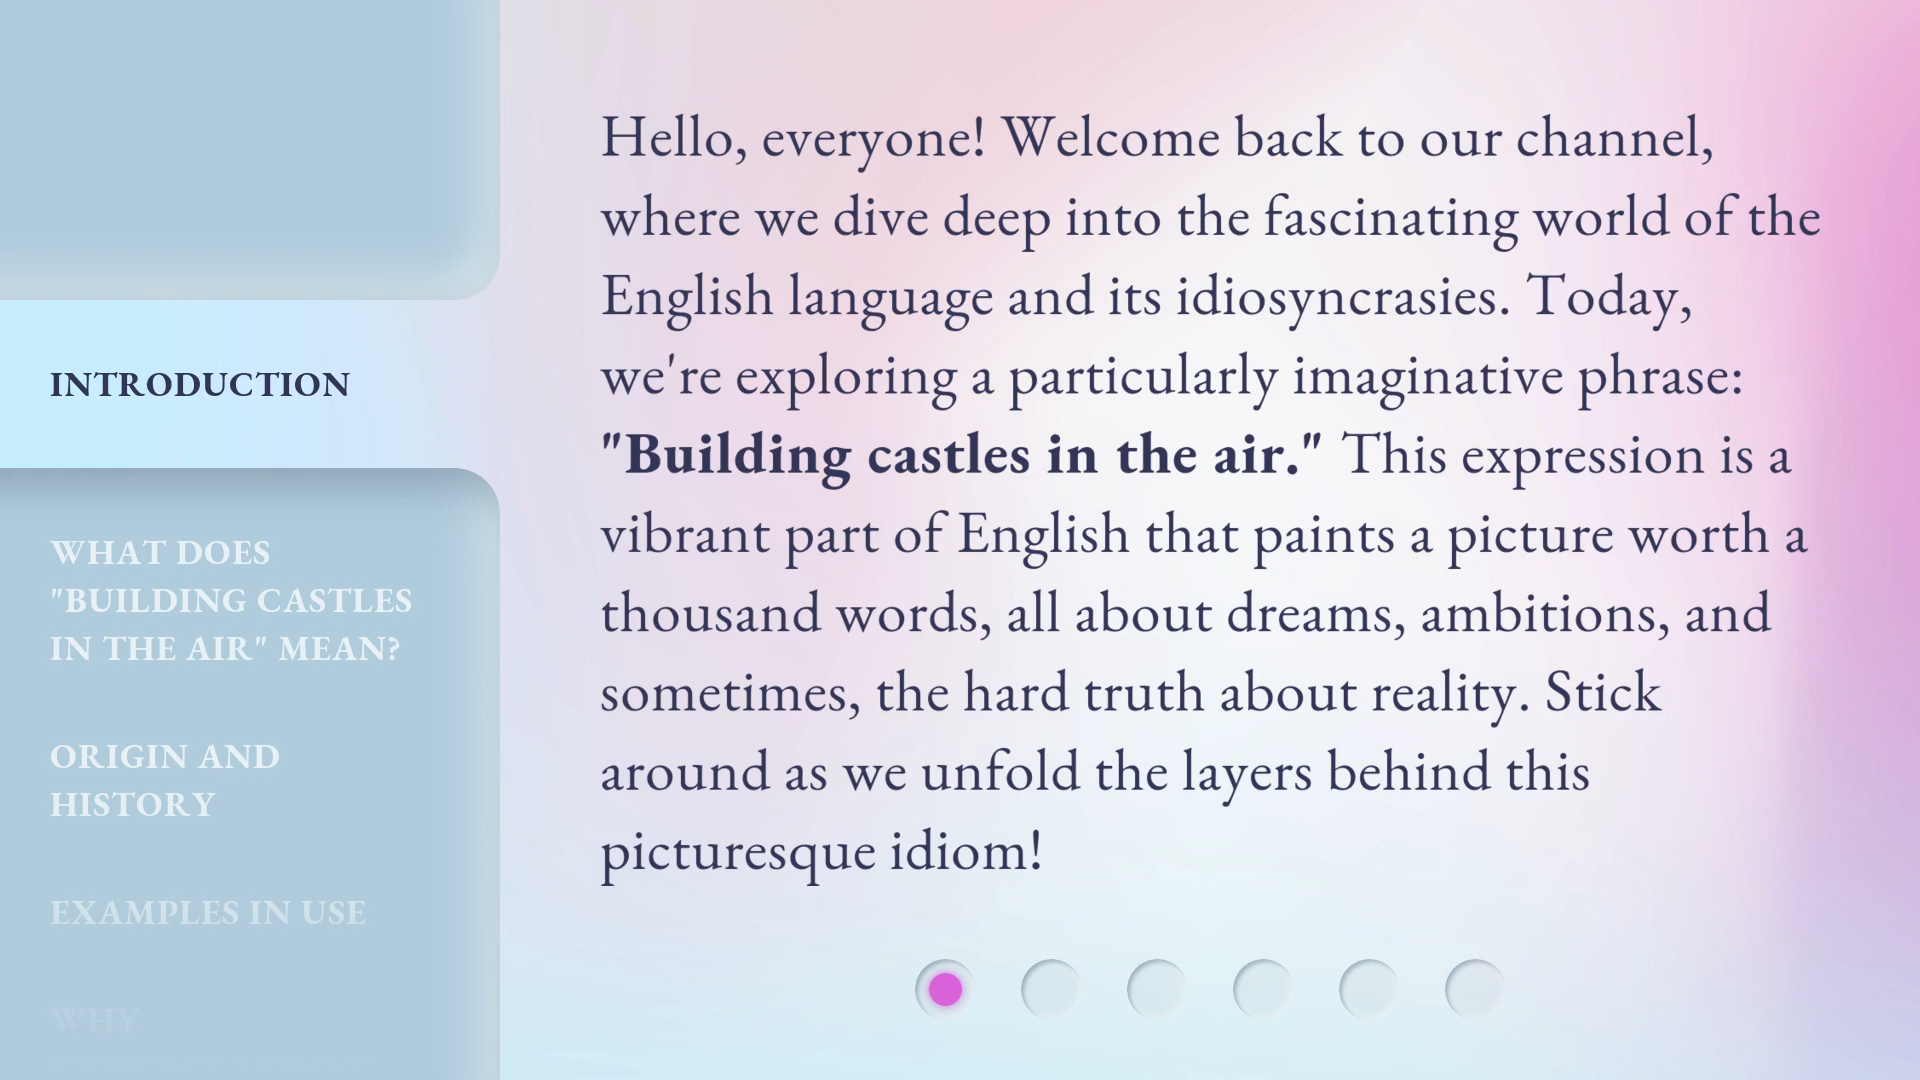 INTRODUCTION
WHAT DOES
"BUILDING CASTLES
IN THE AIR" MEAN?
ORIGIN AND
HISTORY
EXAMPLES IN USE
WHY
Hello, everyone! Welcome back to our channel,
where we dive deep into the fascinating world of the
English language and its idiosyncrasies. Today,
we're exploring a particularly imaginative phrase:
"Building castles in the air." This expression is a
vibrant part of English that paints a picture worth a
thousand words, all about dreams, ambitions, and
sometimes, the hard truth about reality. Stick
around as we unfold the layers behind this
picturesque idiom!